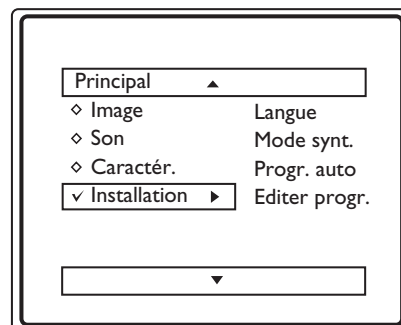 Principal
Image
Langue
Son
Mode synt.
Caractér.
Progr. auto
Installation
Editer progr.